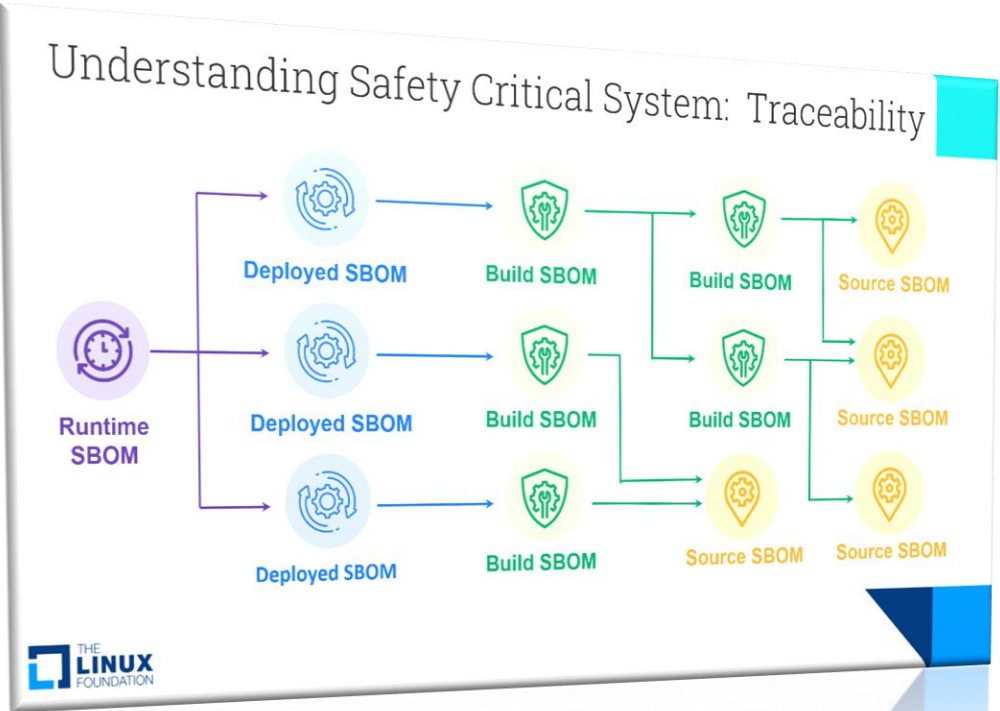 Understanding Safety Critical System: Traceability
Deployed SBOM
Build SBOM
Build SBOM
Source SBOM
Runtime
SBOM
Deployed SBOM
Build SBOM
Build SBOM
Source SBOM
Deployed SBOM
Build SBOM
Source SBOM
Source SBOM
THE
LINUX
FOUNDATION